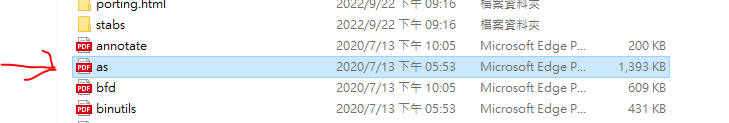 porting.html 2022/9/22 下午 09:16 檔案資料夾
stabs 2022/9/22 下午 09:16 檔案資料夾
PDF annotate 2020/7/13 下午 10:05 Microsoft Edge P... 200 KB
PDF as 2020/7/13 下午 05:53 Microsoft Edge P... 1,393 KB
PDF bfd 2020/7/13 下午 10:05 Microsoft Edge P... 609 KB
PDF binutils 2020/7/13 下午 05:53 Microsoft Edge P... 431 KB